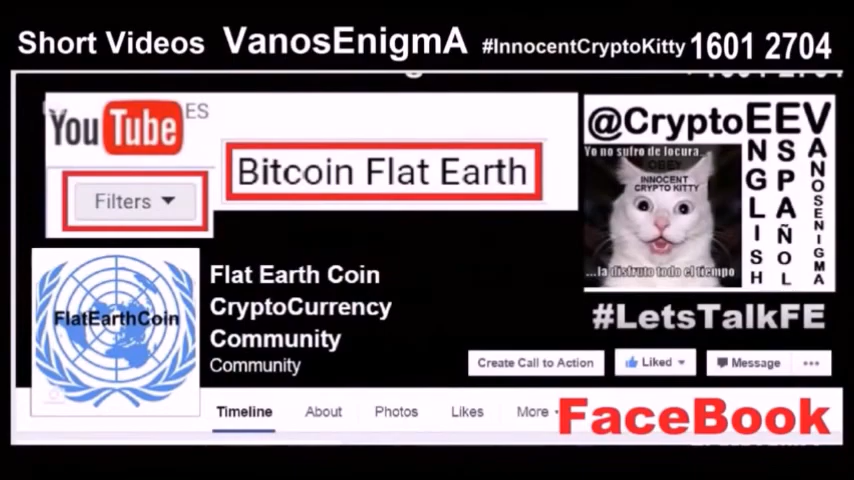 Short Videos VanosEnigmA #InnocentCryptoKitty 1601 2704
YouTube ES
Filters
Bitcoin Flat Earth
@CryptoEEV
ENGLISH
ESPAÑOL
VANOSENIGMA
Yo no sufro de locura..
OBEY
INNOCENT
CRYPTO KITTY
...la disfruto todo el tiempo
#LetsTalkFE
FlatEarthCoin
Flat Earth Coin
CryptoCurrency
Community
Community
Create Call to Action Liked Message •••
Timeline About Photos Likes More
FaceBook